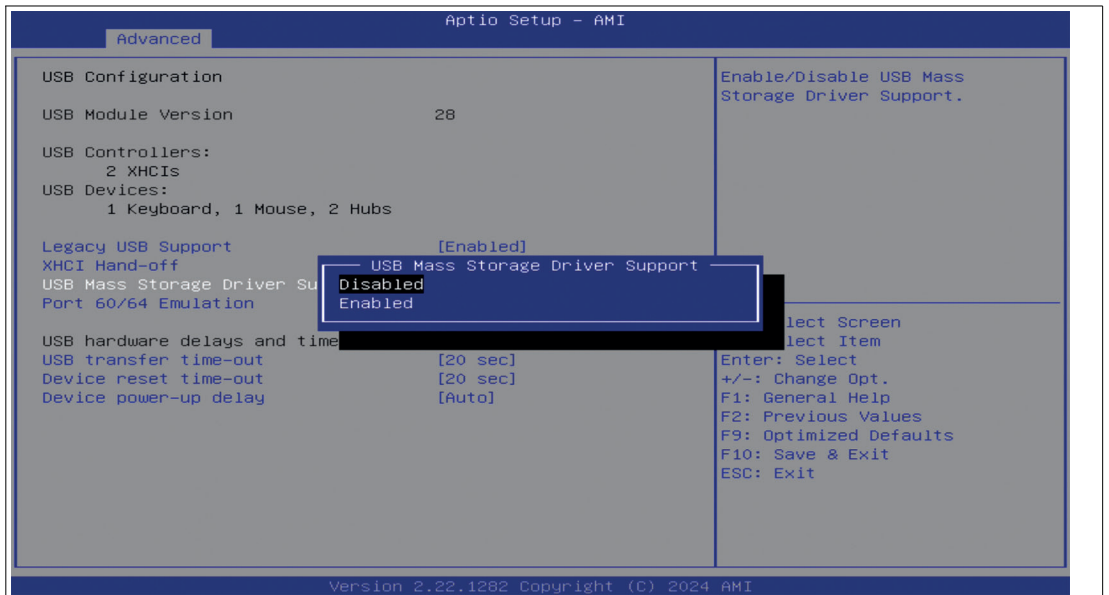 Aptio Setup – AMI
Advanced
USB Configuration
USB Module Version 28
USB Controllers:
2 XHCIs
USB Devices:
1 Keyboard, 1 Mouse, 2 Hubs
Legacy USB Support [Enabled]
XHCI Hand-off
USB Mass Storage Driver Su
Port 60/64 Emulation
USB hardware delays and time
USB transfer time-out [20 sec]
Device reset time-out [20 sec]
Device power-up delay [Auto]
USB Mass Storage Driver Support
Disabled
Enabled
Enable/Disable USB Mass
Storage Driver Support.
lect Screen
lect Item
Enter: Select
+/-: Change Opt.
F1: General Help
F2: Previous Values
F9: Optimized Defaults
F10: Save & Exit
ESC: Exit
Version 2.22.1282 Copyright (C) 2024 AMI